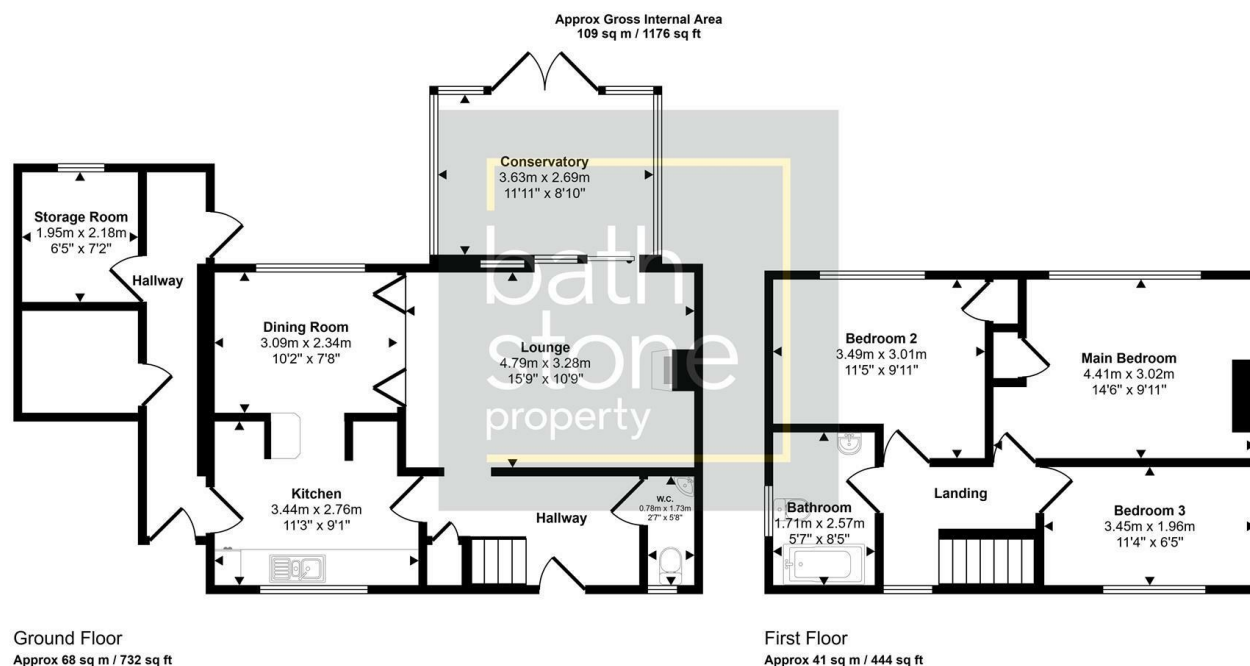 Approx Gross Internal Area
109 sq m / 1176 sq ft
Conservatory
3.63m x 2.69m
11'11" x 8'10"
Storage Room
1.95m x 2.18m
6'5" x 7'2"
Hallway
Dining Room
3.09m x 2.34m
10'2" x 7'8"
Lounge
4.79m x 3.28m
15'9" x 10'9"
bath
stone
property
Kitchen
3.44m x 2.76m
11'3" x 9'1"
Hallway
W.C.
0.78m x 1.73m
2'7" x 5'8"
Bedroom 2
3.49m x 3.01m
11'5" x 9'11"
Main Bedroom
4.41m x 3.02m
14'6" x 9'11"
Bathroom
1.71m x 2.57m
5'7" x 8'5"
Landing
Bedroom 3
3.45m x 1.96m
11'4" x 6'5"
Ground Floor
Approx 68 sq m / 732 sq ft
First Floor
Approx 41 sq m / 444 sq ft